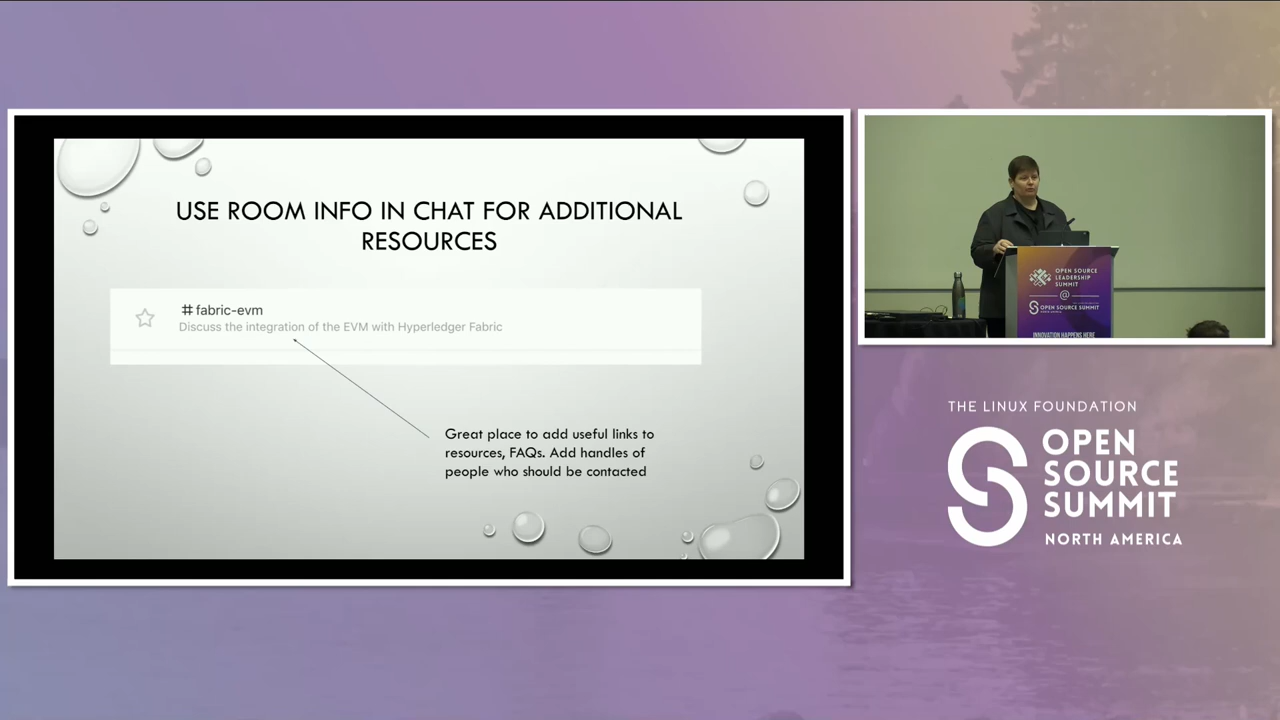 USE ROOM INFO IN CHAT FOR ADDITIONAL
RESOURCES
#fabric-evm
Discuss the integration of the EVM with Hyperledger Fabric
Great place to add useful links to
resources, FAQs. Add handles of
people who should be contacted
OPEN SOURCE
LEADERSHIP
SUMMIT
@
OPEN SOURCE SUMMIT
INNOVATION HAPPENS HERE
THE LINUX FOUNDATION
OPEN
SOURCE
SUMMIT
NORTH AMERICA